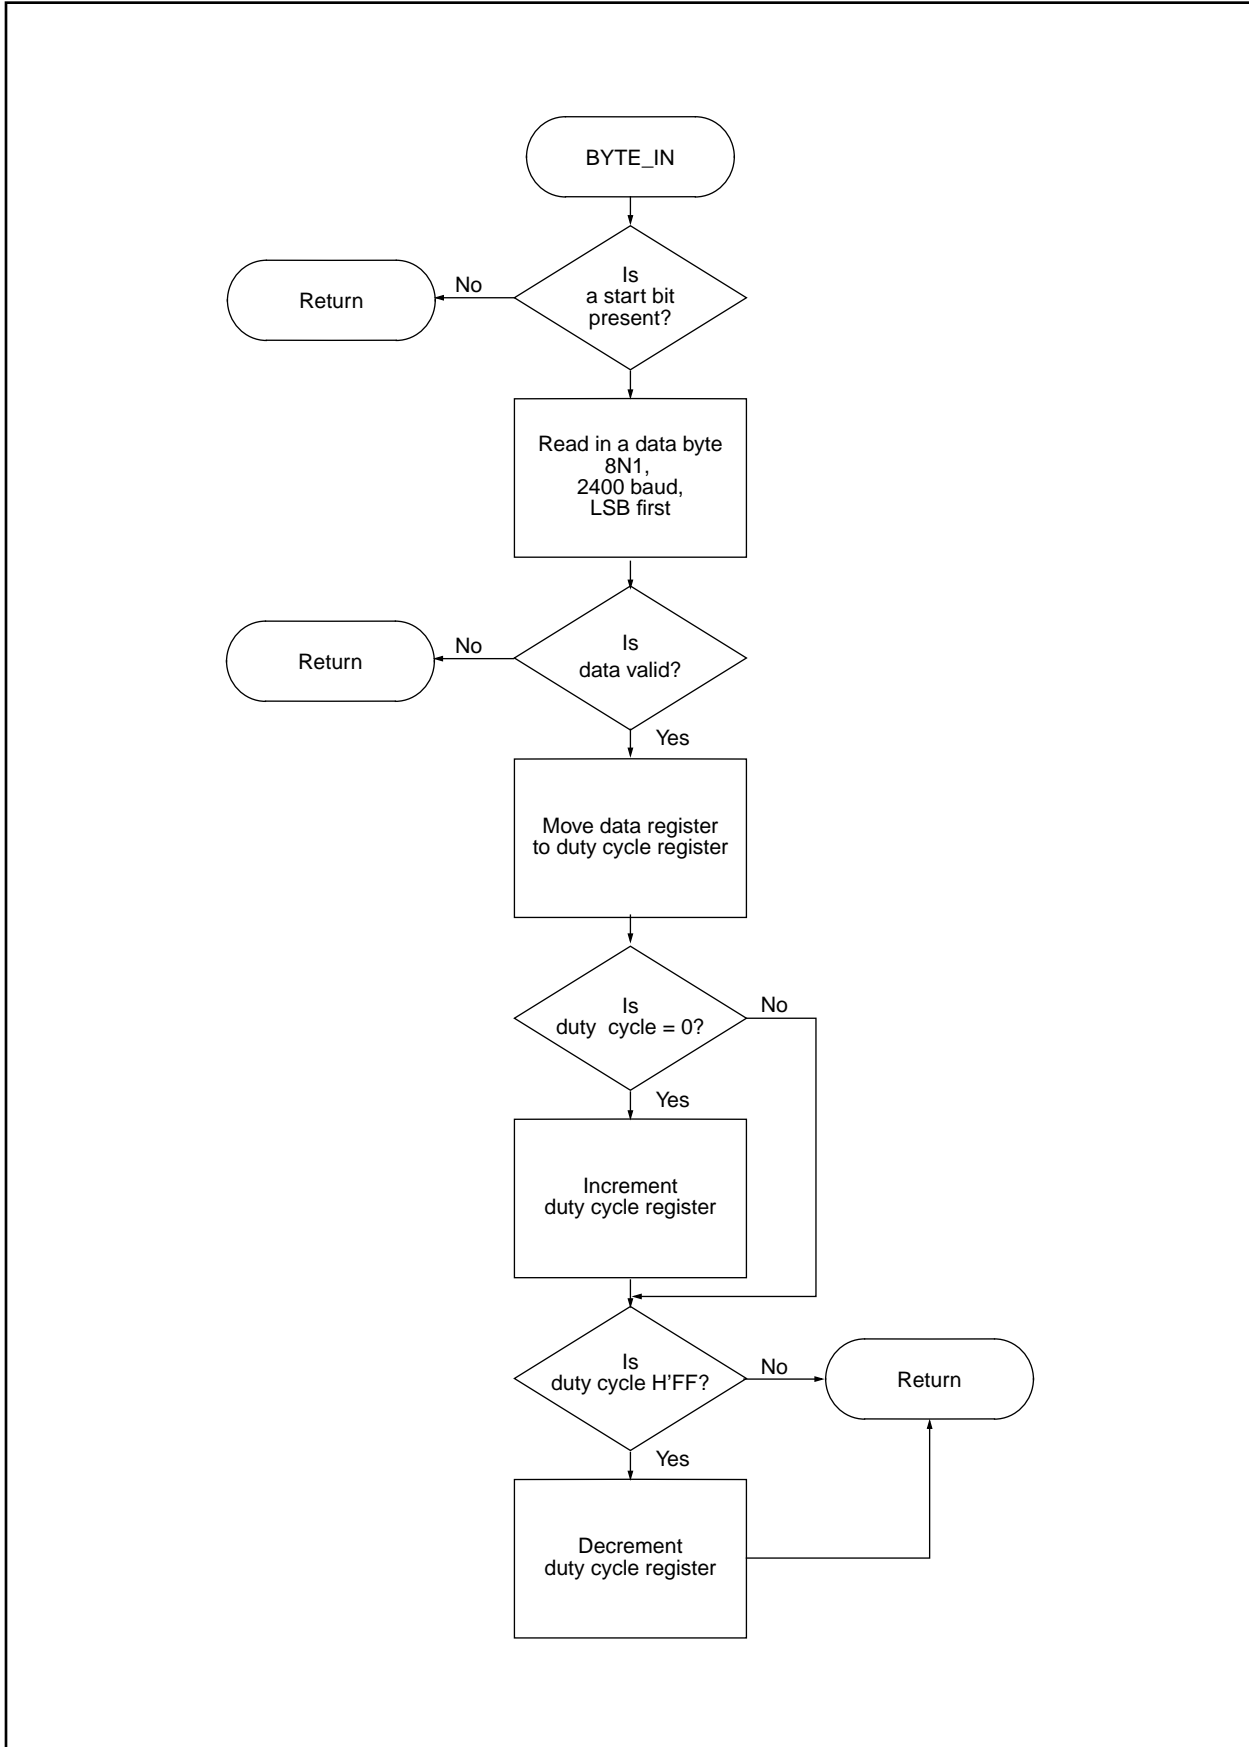 BYTE_IN
Is
a start bit
present?
No
Return
Read in a data byte
8N1,
2400 baud,
LSB first
Is
data valid?
No
Return
Yes
Move data register
to duty cycle register
Is
duty cycle = 0?
No
Yes
Increment
duty cycle register
Is
duty cycle H'FF?
No
Return
Yes
Decrement
duty cycle register